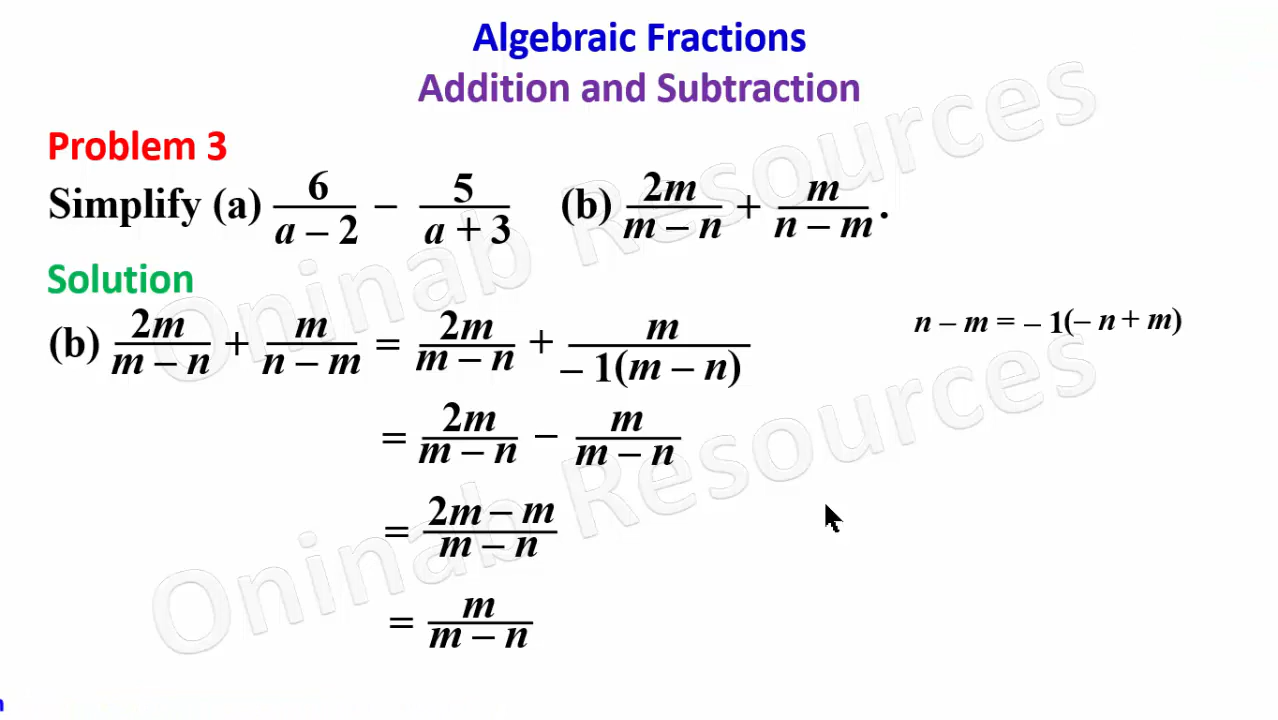 Algebraic Fractions
Addition and Subtraction
Problem 3
Simplify (a) 6/(a – 2) – 5/(a + 3) (b) 2m/(m – n) + m/(n – m).
Solution
(b) 2m/(m – n) + m/(n – m) = 2m/(m – n) + m/(– 1(m – n)) n – m = – 1(– n + m)
= 2m/(m – n) – m/(m – n)
= (2m – m)/(m – n)
= m/(m – n)
Oninab Resources
Oninab Resources
n